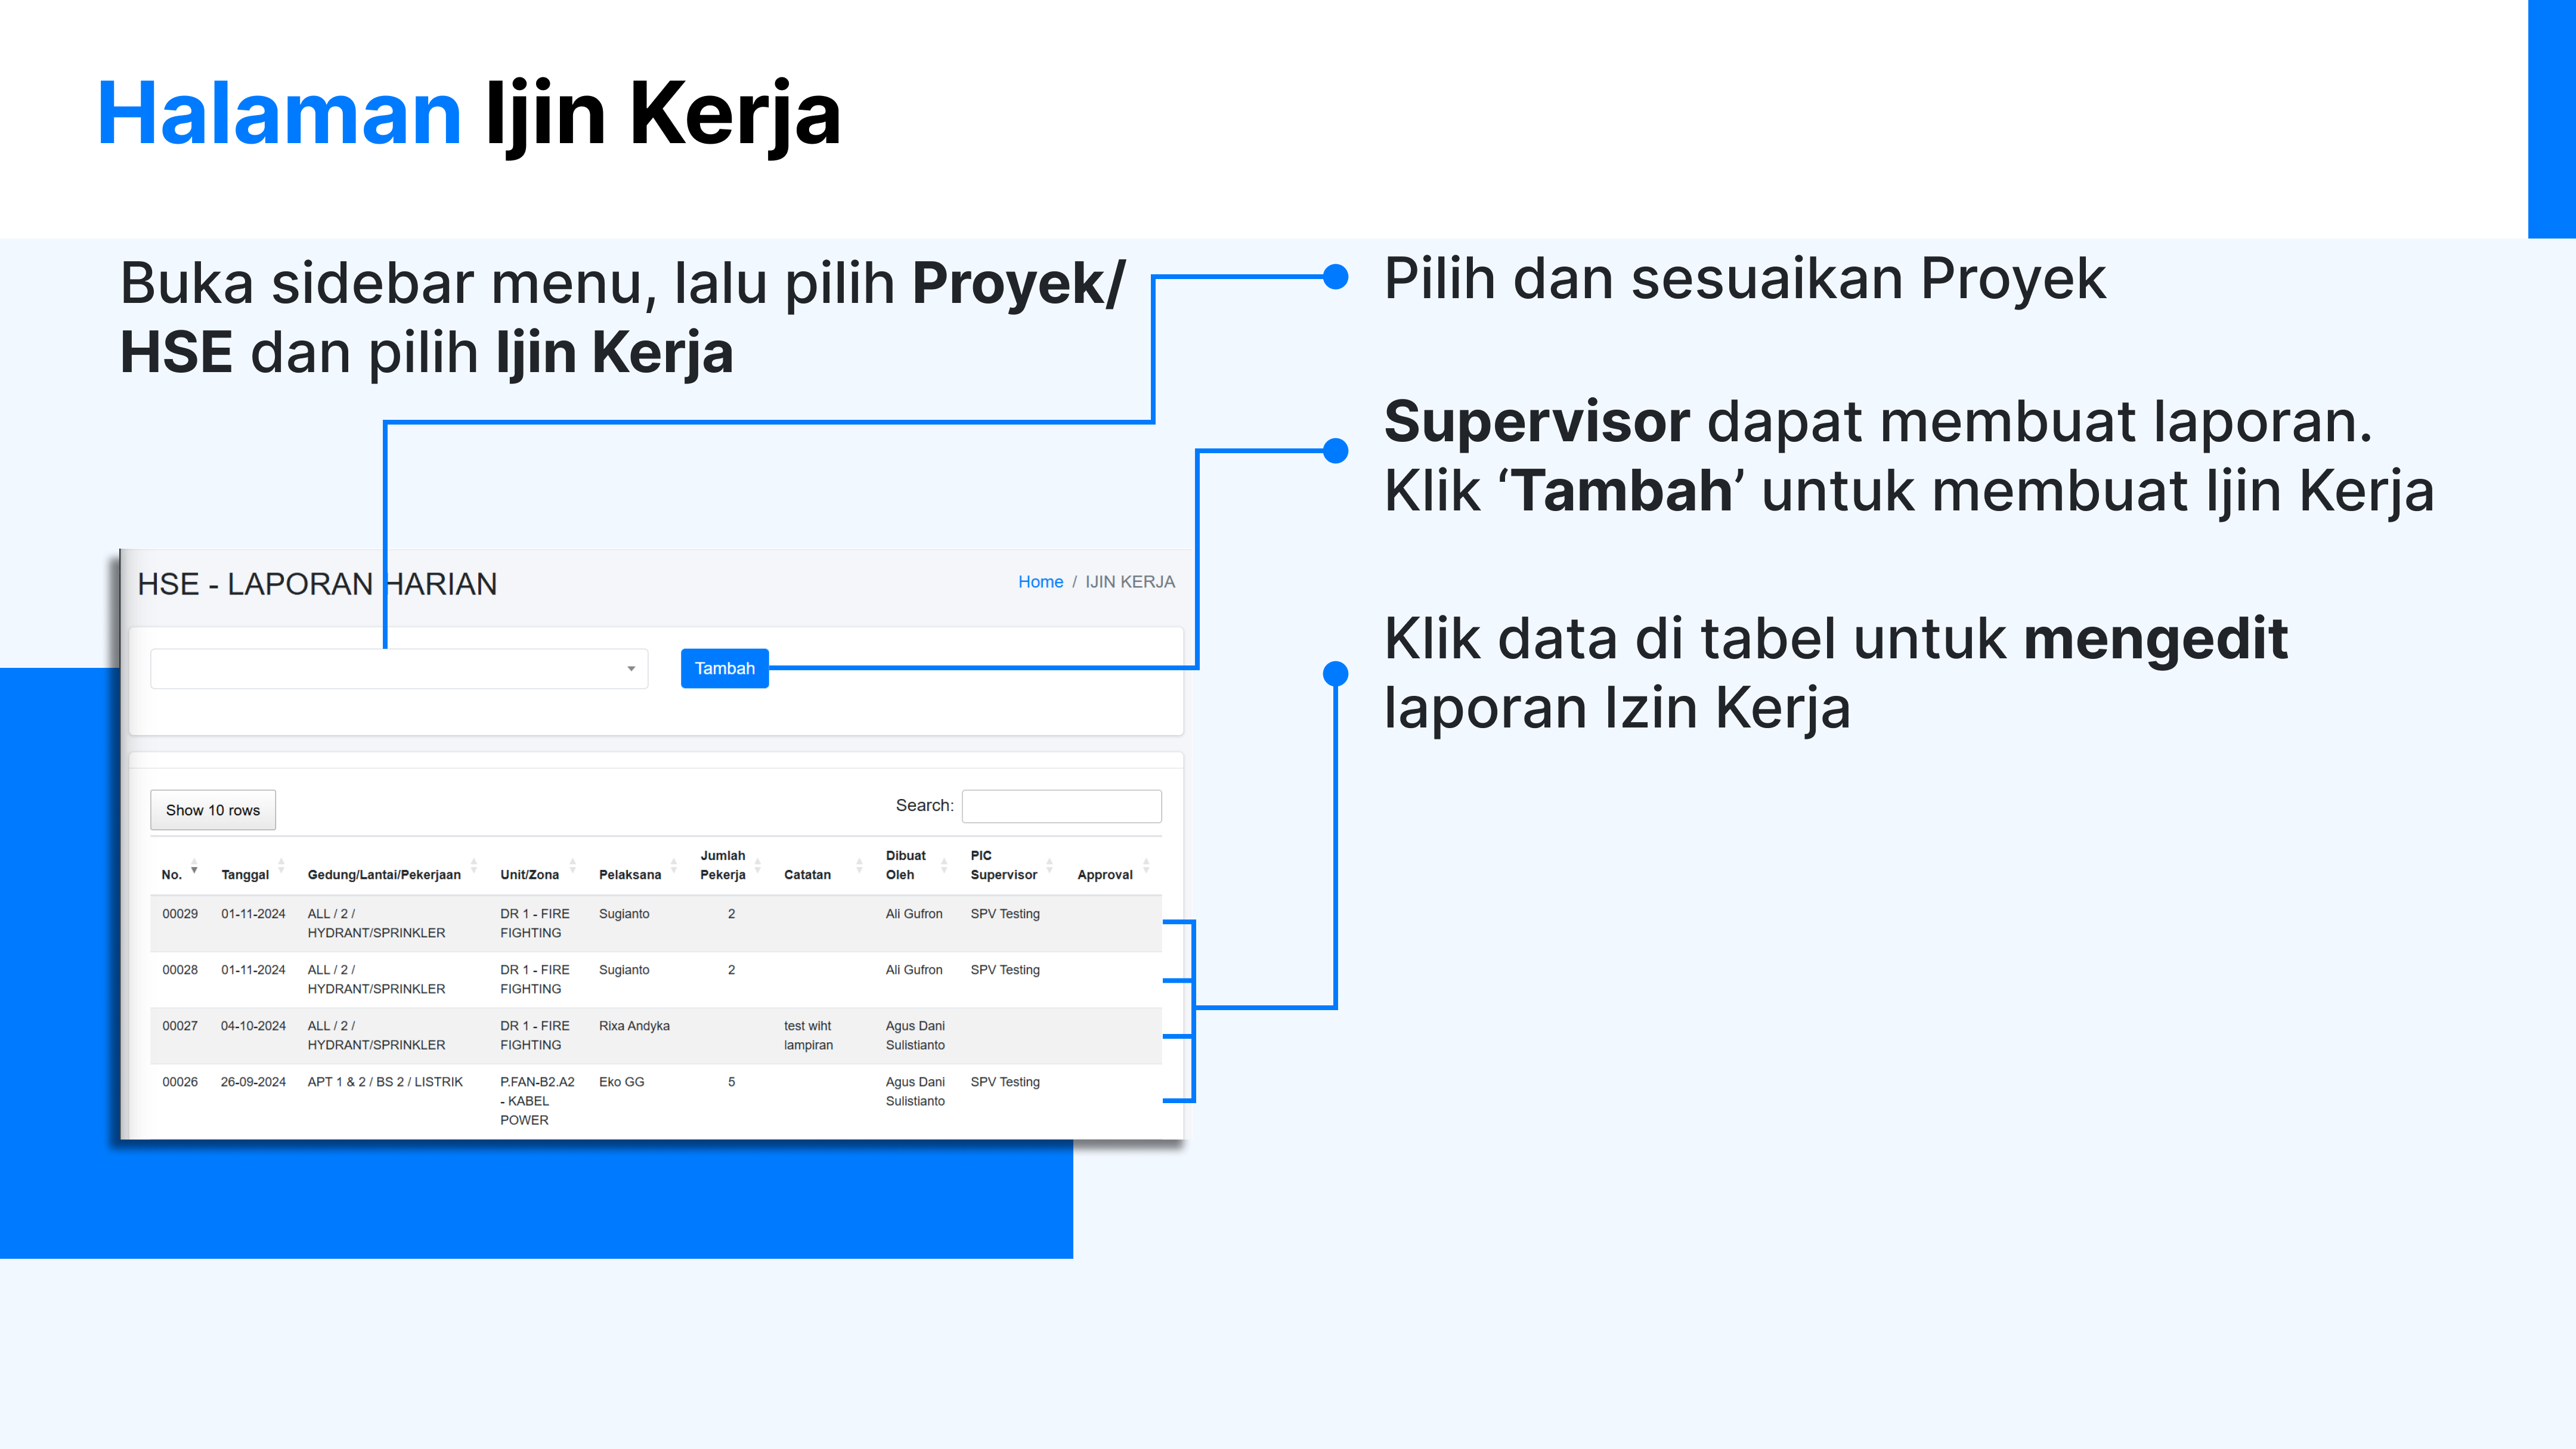 Halaman Ijin Kerja
Buka sidebar menu, lalu pilih Proyek/
HSE dan pilih Ijin Kerja
Pilih dan sesuaikan Proyek
Supervisor dapat membuat laporan.
Klik ‘Tambah’ untuk membuat Ijin Kerja
Klik data di tabel untuk mengedit
laporan Izin Kerja
HSE - LAPORAN HARIAN
Home / IJIN KERJA
Tambah
Show 10 rows
Search:
No. Tanggal Gedung/Lantai/Pekerjaan Unit/Zona Pelaksana Jumlah Pekerja Catatan Dibuat Oleh PIC Supervisor Approval
00029 01-11-2024 ALL / 2 / DR 1 - FIRE Sugianto 2 Ali Gufron SPV Testing
HYDRANT/SPRINKLER FIGHTING
00028 01-11-2024 ALL / 2 / DR 1 - FIRE Sugianto 2 Ali Gufron SPV Testing
HYDRANT/SPRINKLER FIGHTING
00027 04-10-2024 ALL / 2 / DR 1 - FIRE Rixa Andyka test wiht Agus Dani
HYDRANT/SPRINKLER FIGHTING lampiran Sulistianto
00026 26-09-2024 APT 1 & 2 / BS 2 / LISTRIK P.FAN-B2.A2 Eko GG 5 Agus Dani SPV Testing
- KABEL Sulistianto
POWER